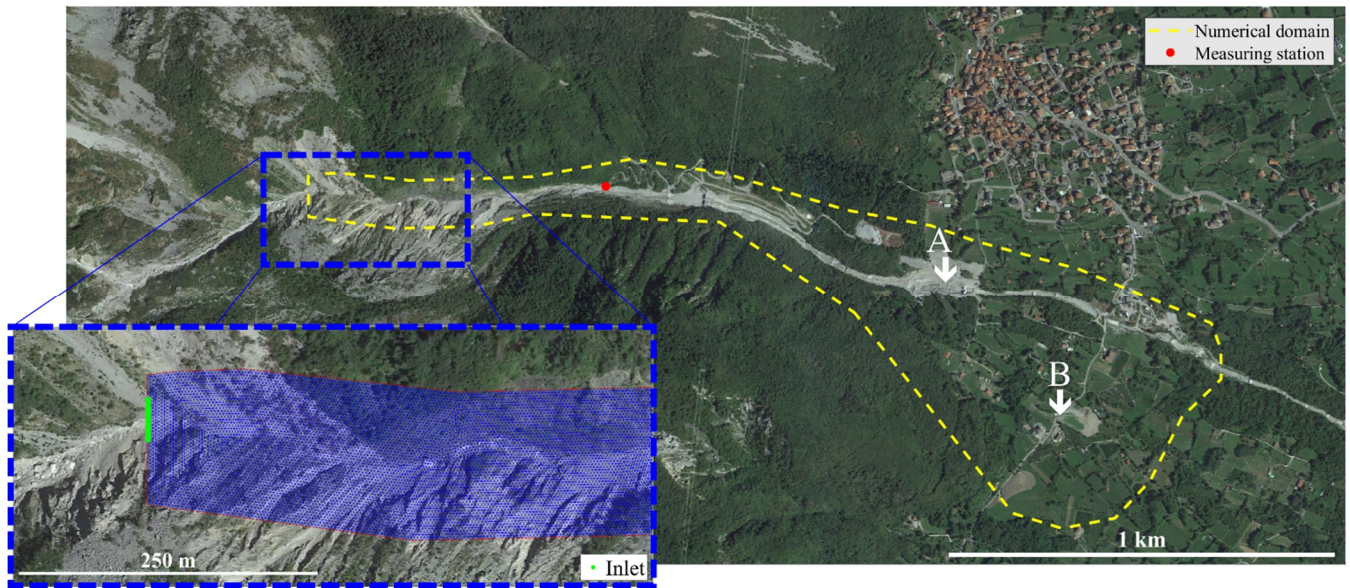 Numerical domain
Measuring station
A
B
1 km
250 m
Inlet